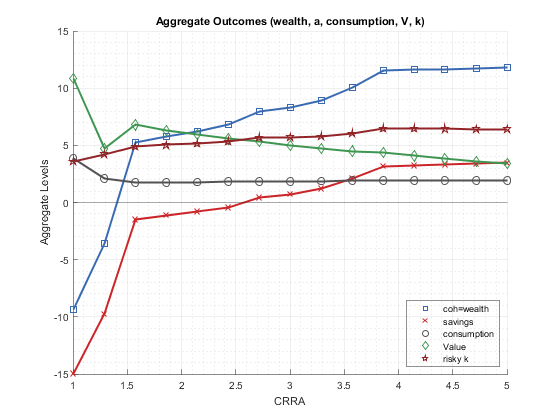 Aggregate Outcomes (wealth, a, consumption, V, k)
15
10
5
0
-5
-10
-15
Aggregate Levels
1
1.5
2
2.5
3
3.5
4
4.5
5
CRRA
coh=wealth
savings
consumption
Value
risky k